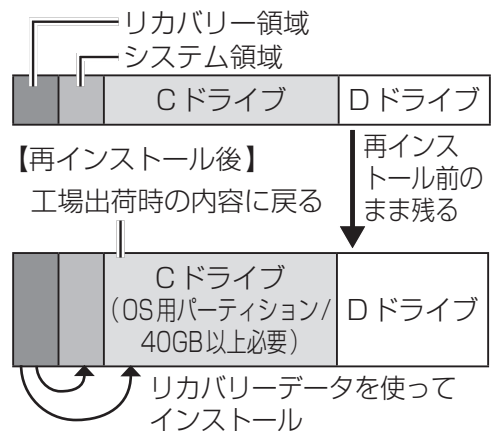 リカバリー領域
システム領域
Cドライブ
Dドライブ
【再インストール後】
再インス
トール前の
まま残る
工場出荷時の内容に戻る
Cドライブ
(OS用パーティション/
40GB以上必要)
Dドライブ
リカバリーデータを使って
インストール